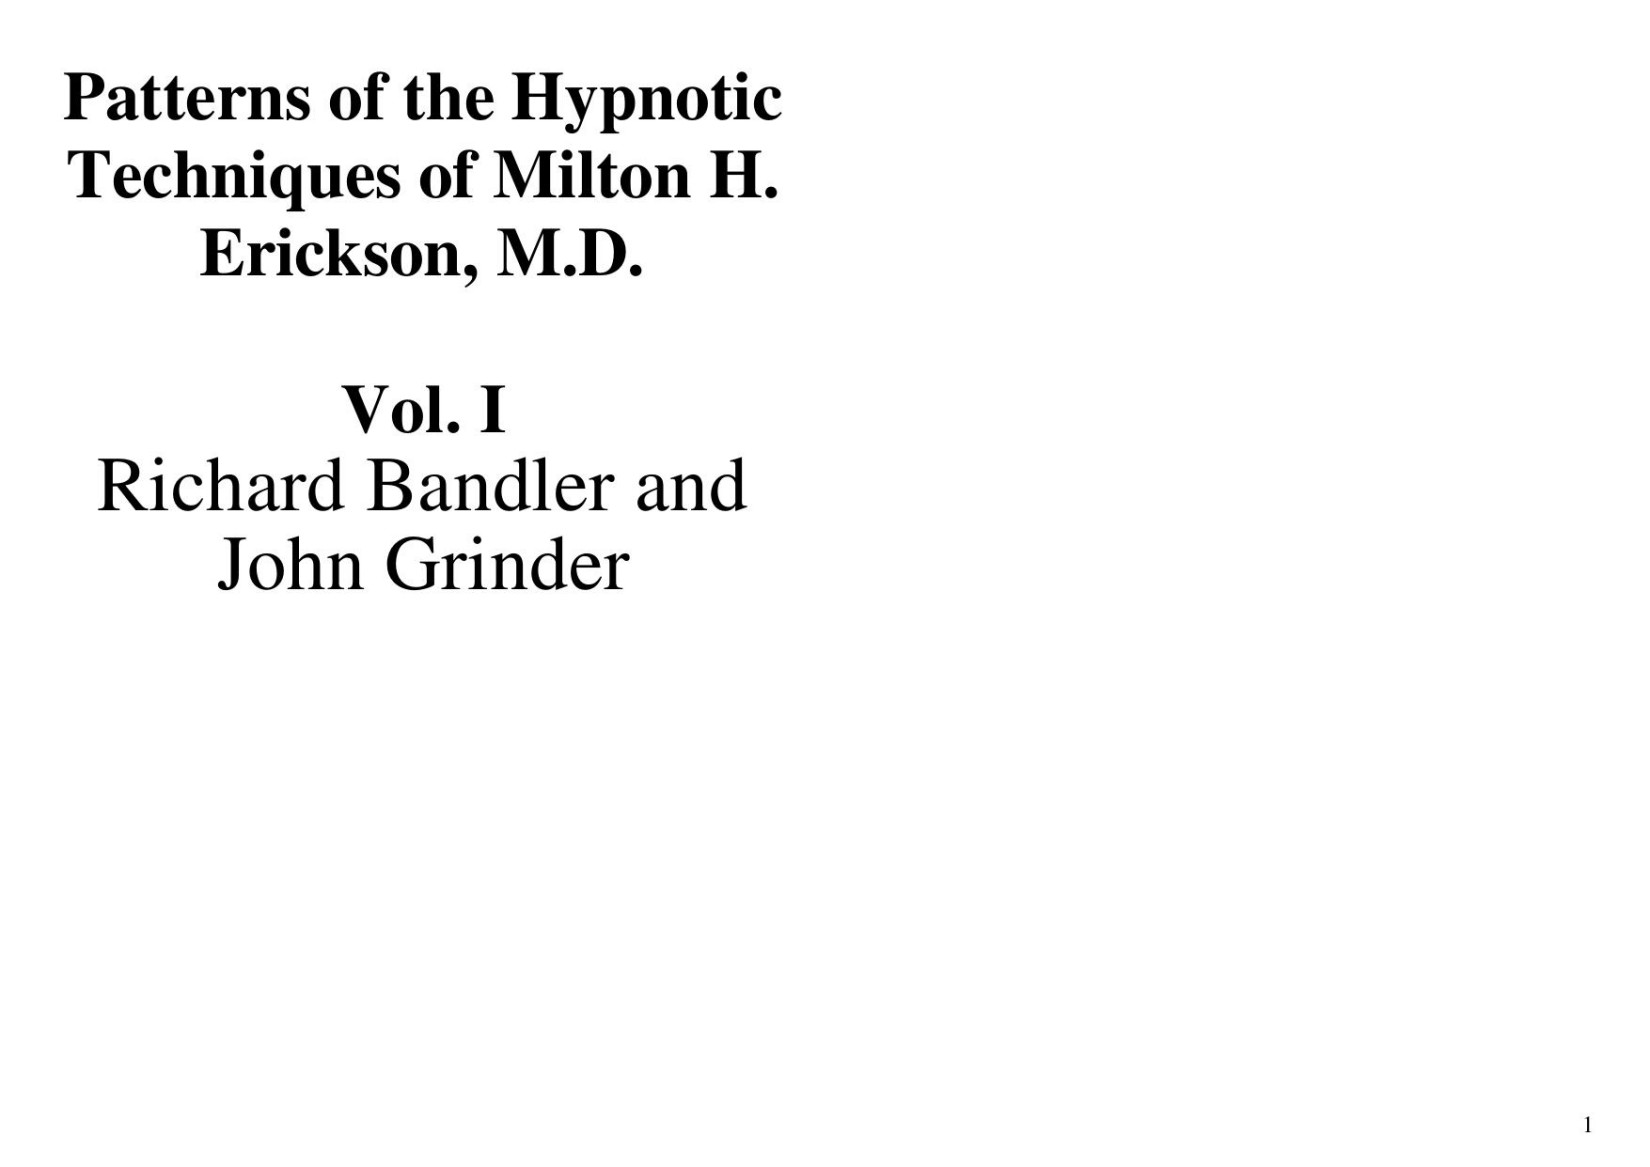 Patterns of the Hypnotic
Techniques of Milton H.
Erickson, M.D.
Vol. I
Richard Bandler and
John Grinder
1